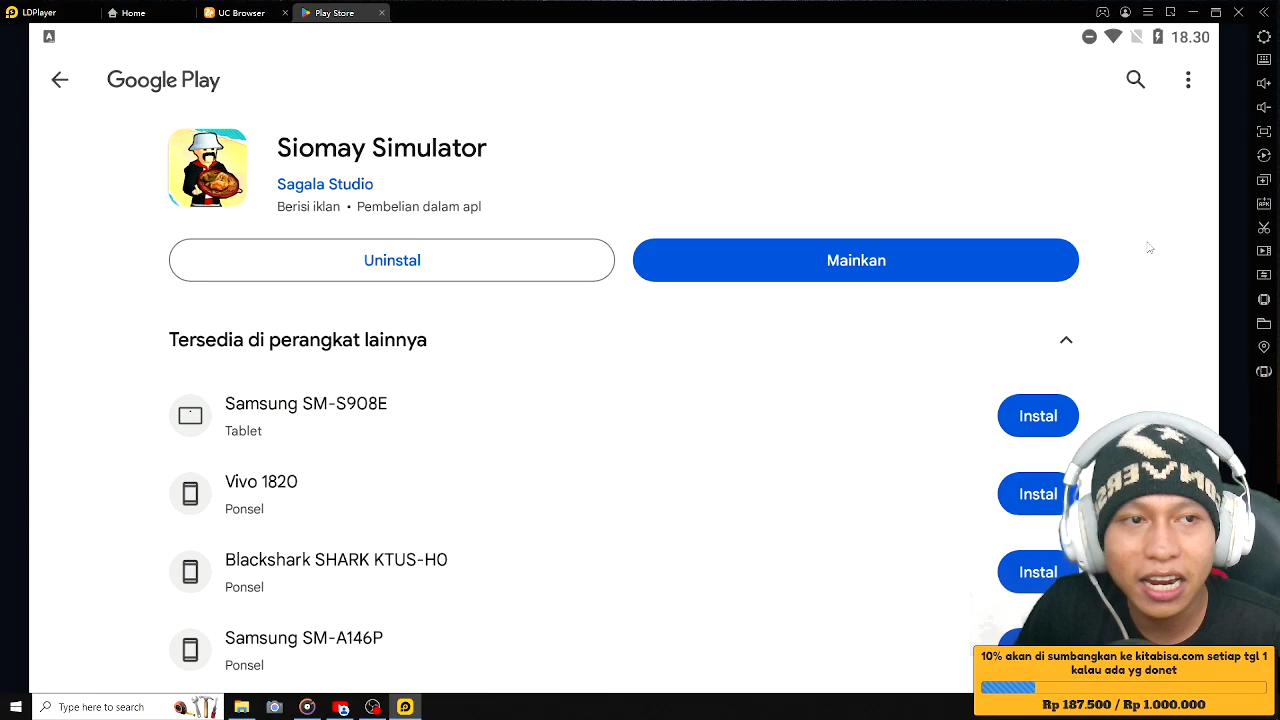 LDPlayer
Home
UC Browser
Play Store
A
18.30
Google Play
Siomay Simulator
Sagala Studio
Berisi iklan • Pembelian dalam apl
Uninstal
Mainkan
Tersedia di perangkat lainnya
Samsung SM-S908E
Tablet
Instal
Vivo 1820
Ponsel
Instal
Blackshark SHARK KTUS-H0
Ponsel
Instal
Samsung SM-A146P
Ponsel
10% akan di sumbangkan ke kitabisa.com setiap tgl 1
kalau ada yg donet
Rp 187.500 / Rp 1.000.000
Type here to search